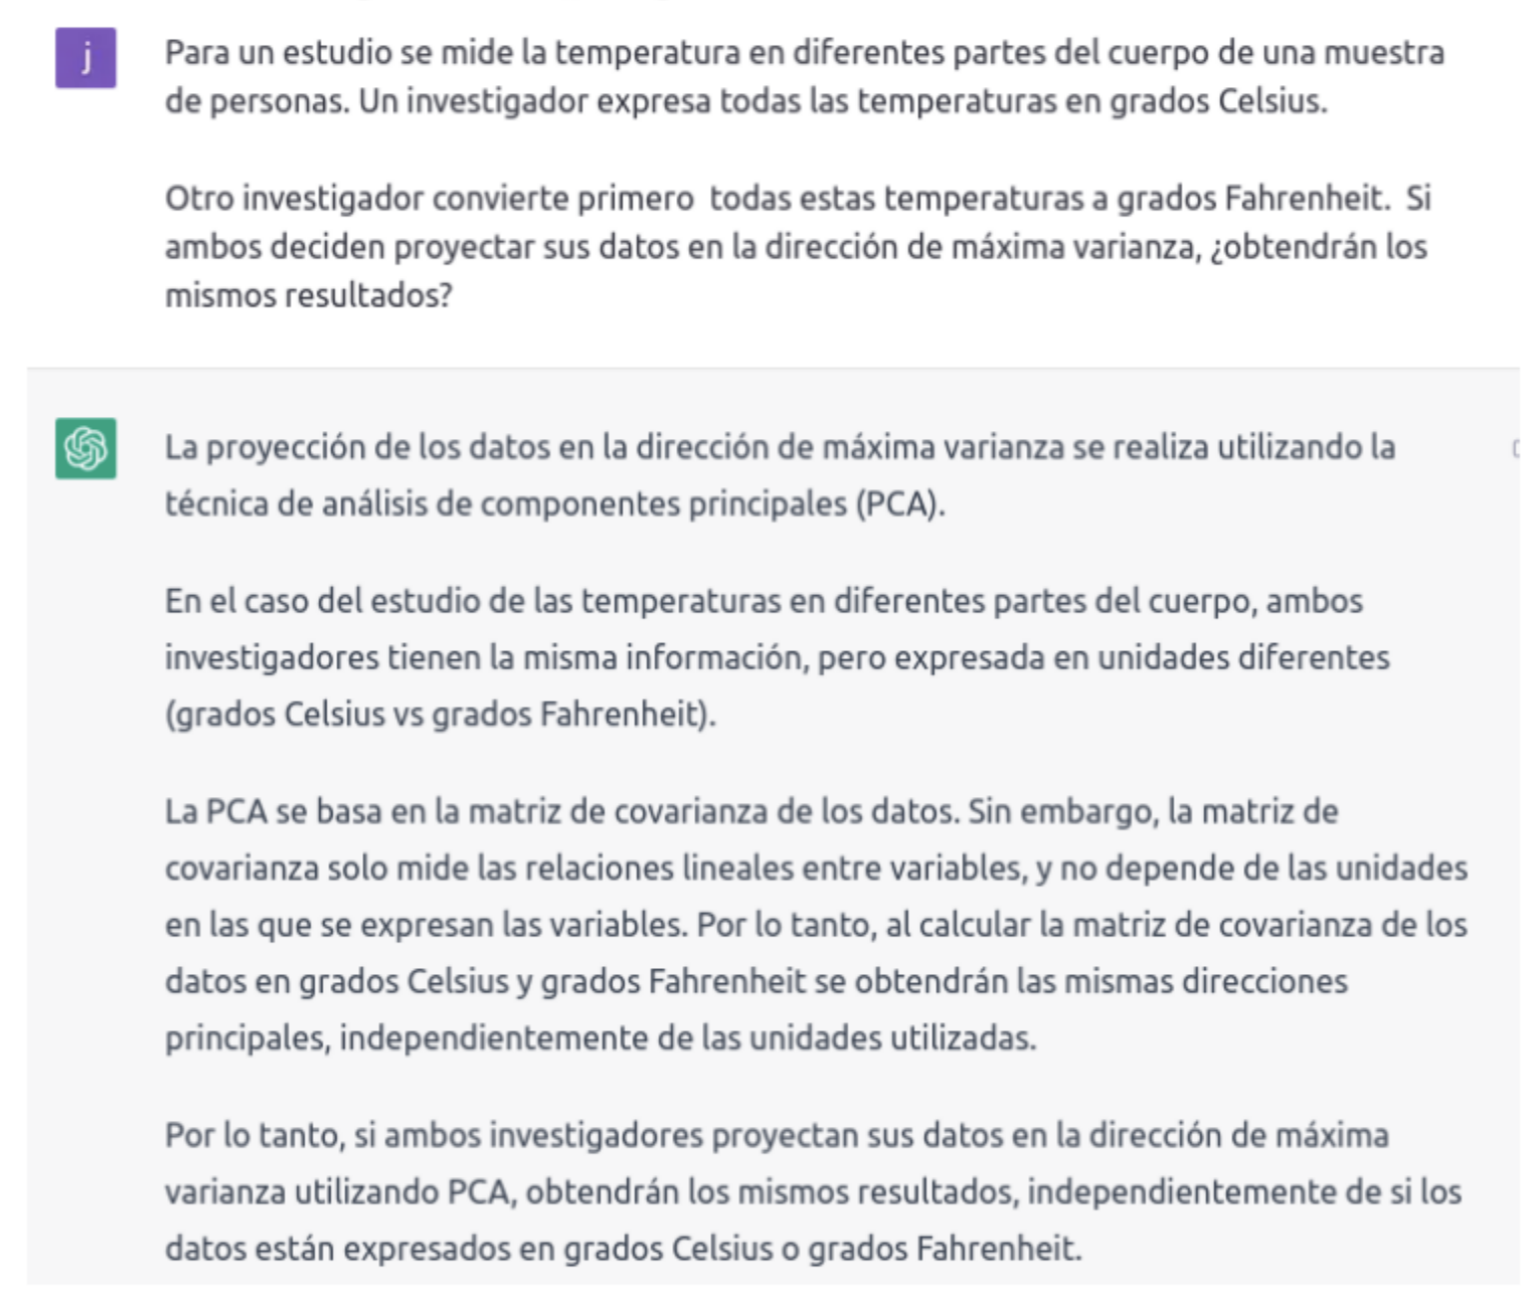 j
Para un estudio se mide la temperatura en diferentes partes del cuerpo de una muestra
de personas. Un investigador expresa todas las temperaturas en grados Celsius.
Otro investigador convierte primero  todas estas temperaturas a grados Fahrenheit.  Si
ambos deciden proyectar sus datos en la dirección de máxima varianza, ¿obtendrán los
mismos resultados?
La proyección de los datos en la dirección de máxima varianza se realiza utilizando la
técnica de análisis de componentes principales (PCA).
En el caso del estudio de las temperaturas en diferentes partes del cuerpo, ambos
investigadores tienen la misma información, pero expresada en unidades diferentes
(grados Celsius vs grados Fahrenheit).
La PCA se basa en la matriz de covarianza de los datos. Sin embargo, la matriz de
covarianza solo mide las relaciones lineales entre variables, y no depende de las unidades
en las que se expresan las variables. Por lo tanto, al calcular la matriz de covarianza de los
datos en grados Celsius y grados Fahrenheit se obtendrán las mismas direcciones
principales, independientemente de las unidades utilizadas.
Por lo tanto, si ambos investigadores proyectan sus datos en la dirección de máxima
varianza utilizando PCA, obtendrán los mismos resultados, independientemente de si los
datos están expresados en grados Celsius o grados Fahrenheit.